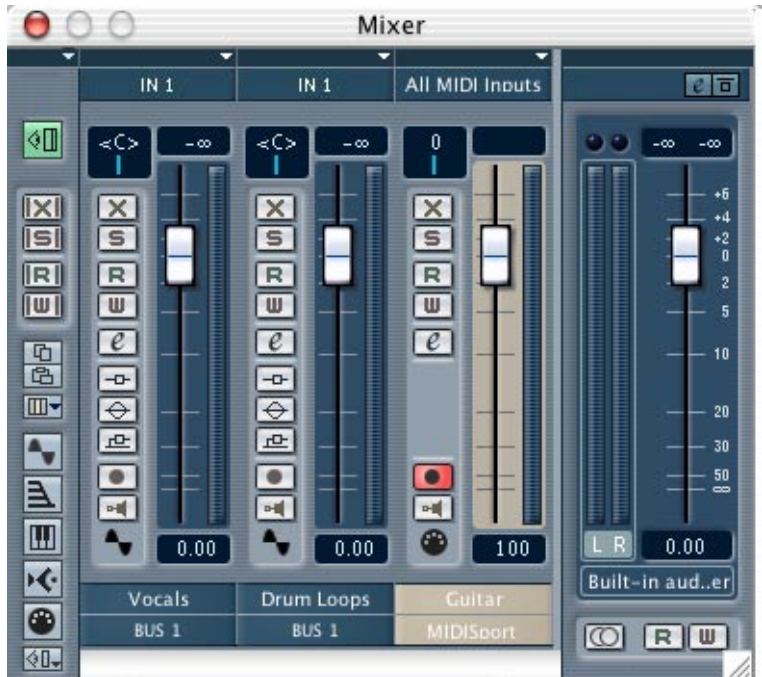 Mixer
IN 1 IN 1 All MIDI Inputs e
<C> -∞ <C> -∞ 0 -∞ -∞
X X X X
S S S S
R R R R
W W W W
e e e
0.00 0.00 100 L R 0.00
+6
+4
+2
0
2
5
10
20
30
50
∞
Built-in aud..er
Vocals Drum Loops Guitar
BUS 1 BUS 1 MIDISport
R W